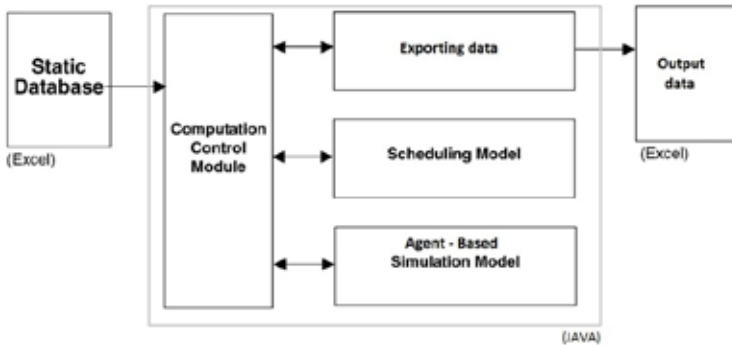 Static
Database
(Excel)
Computation
Control
Module
Exporting data
Scheduling Model
Agent - Based
Simulation Model
(JAVA)
Output
data
(Excel)